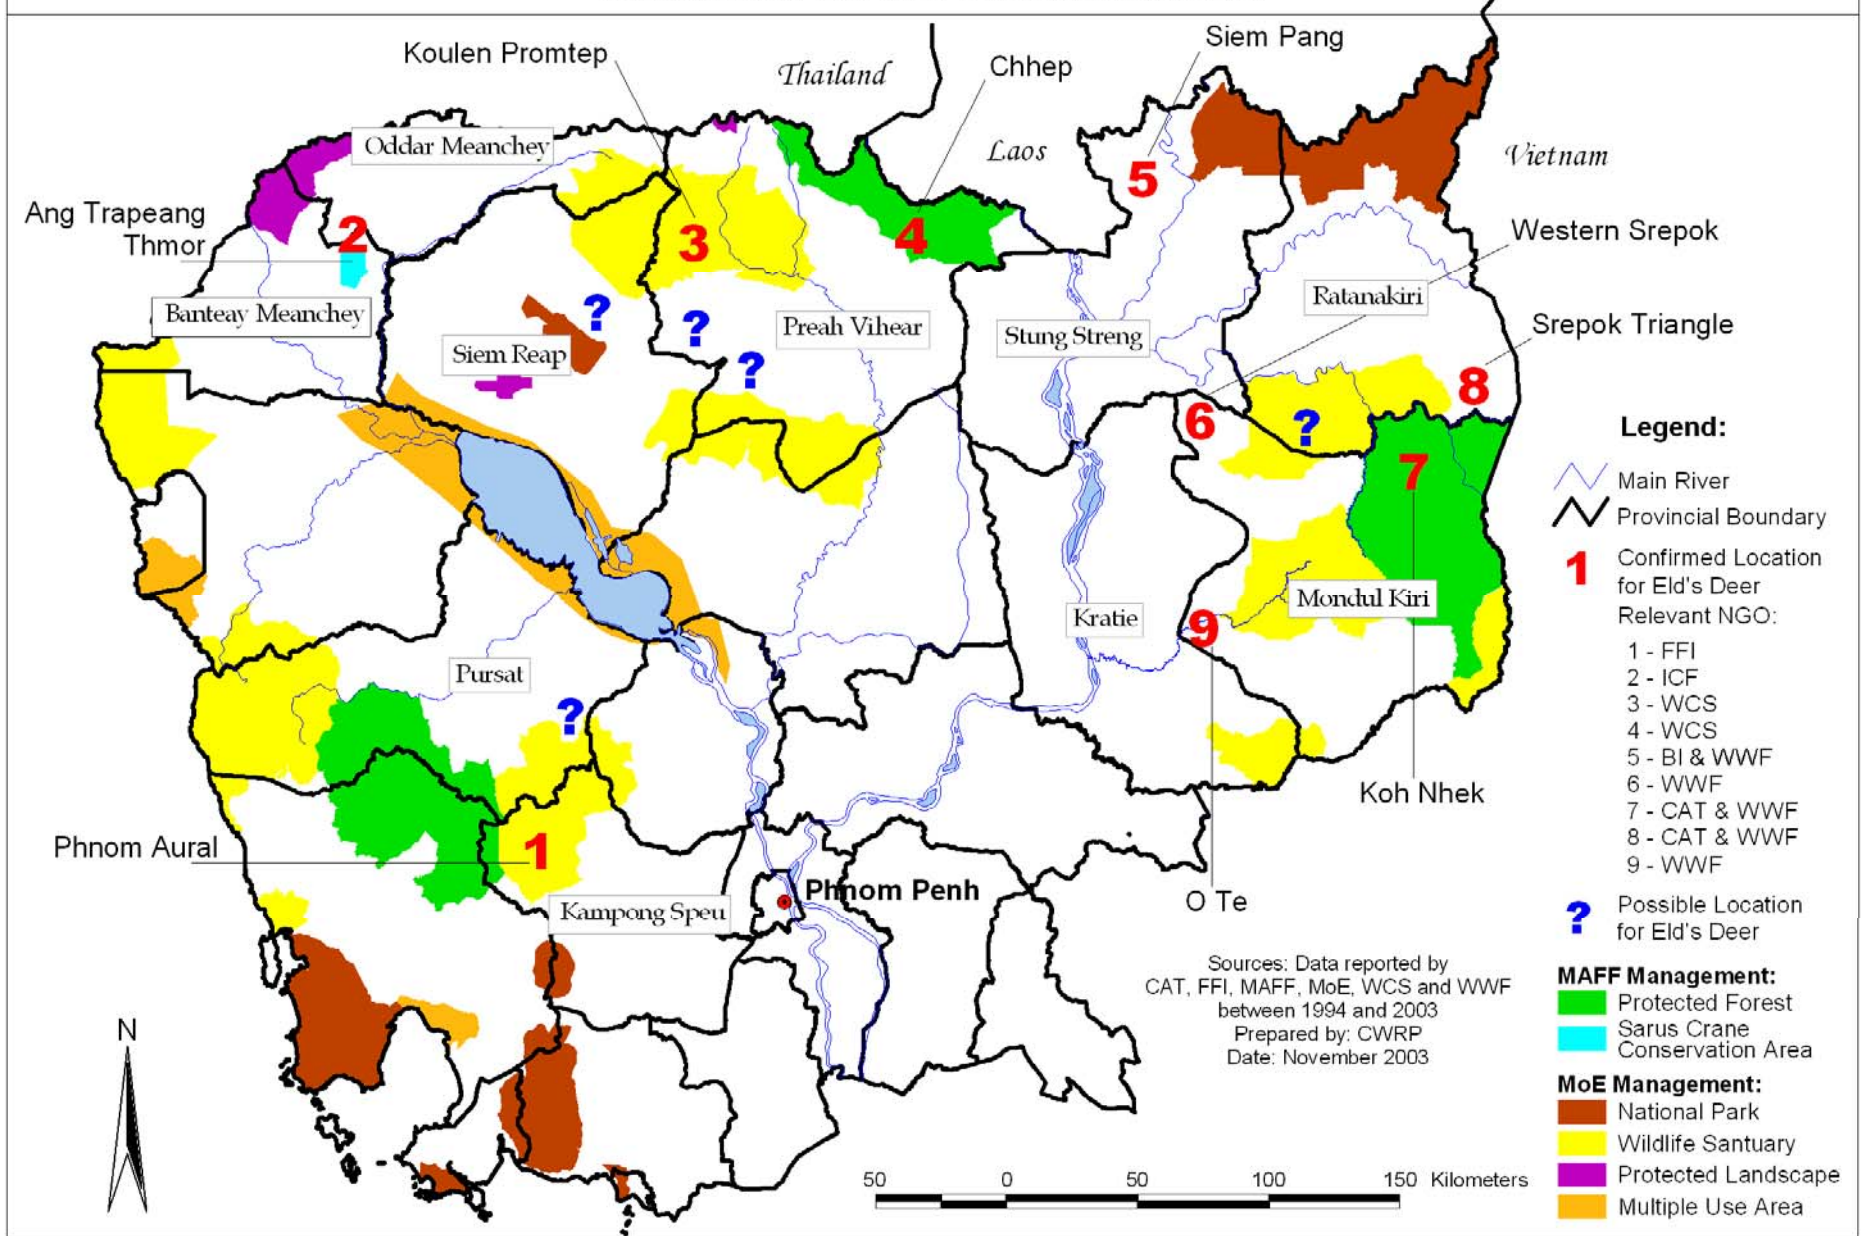 Siem Pang
Koulen Promtep
Thailand
Chhep
Oddar Meanchey
Laos
Vietnam
5
Ang Trapeang
Thmor
2
3
4
Western Srepok
Banteay Meanchey
?
?
Preah Vihear
Ratanakiri
Stung Streng
Srepok Triangle
Siem Reap
?
8
6
?
7
Legend:
Main River
Provincial Boundary
1
Confirmed Location
for Eld's Deer
Relevant NGO:
1 - FFI
2 - ICF
3 - WCS
4 - WCS
5 - BI & WWF
6 - WWF
7 - CAT & WWF
8 - CAT & WWF
9 - WWF
Mondul Kiri
Kratie
9
Pursat
?
Koh Nhek
Phnom Aural
1
Phnom Penh
Kampong Speu
O Te
?
Possible Location
for Eld's Deer
Sources: Data reported by
CAT, FFI, MAFF, MoE, WCS and WWF
between 1994 and 2003
Prepared by: CWRP
Date: November 2003
MAFF Management:
Protected Forest
Sarus Crane
Conservation Area
MoE Management:
National Park
Wildlife Santuary
Protected Landscape
Multiple Use Area
N
50 0 50 100 150 Kilometers